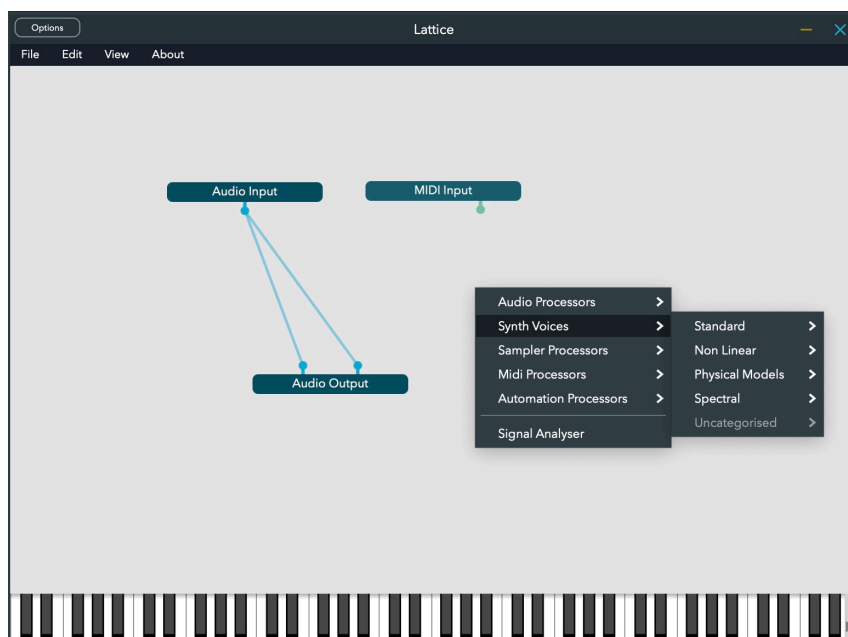 Options
Lattice
File Edit View About
Audio Input
MIDI Input
Audio Output
Audio Processors
Synth Voices
Sampler Processors
Midi Processors
Automation Processors
Signal Analyser
Standard
Non Linear
Physical Models
Spectral
Uncategorised